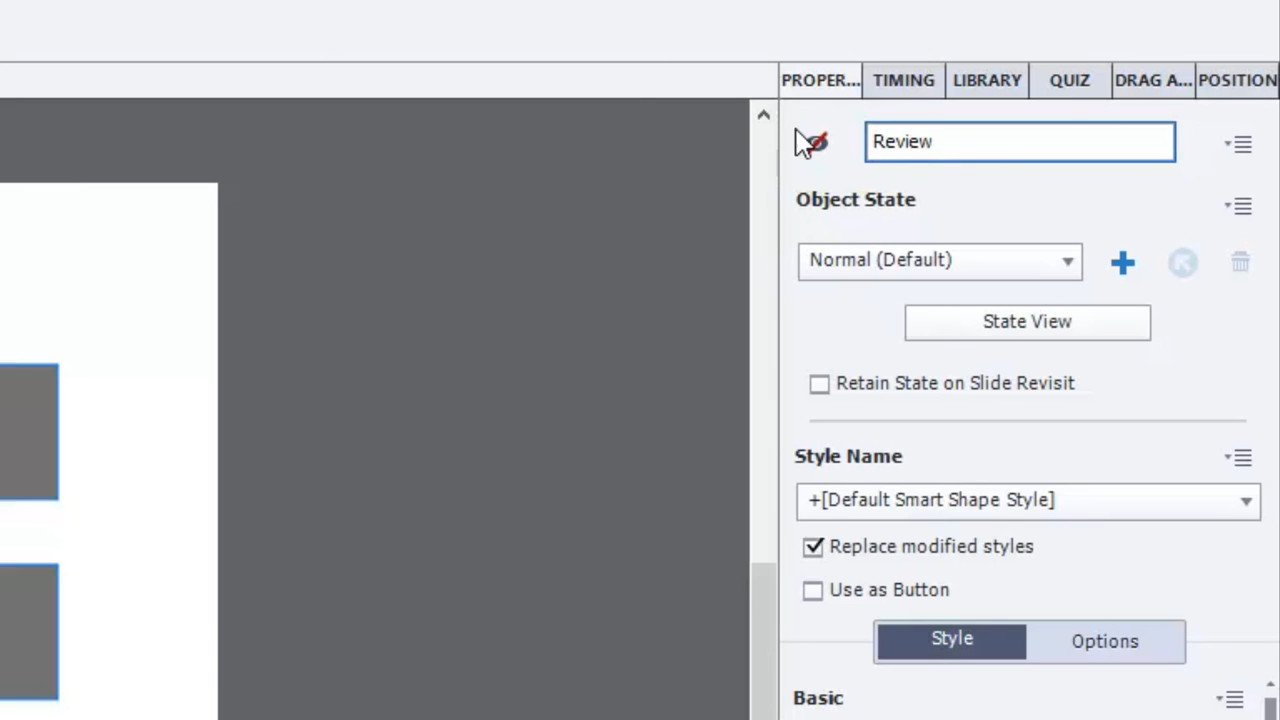 PROPER... TIMING LIBRARY QUIZ DRAG A... POSITION
Review
Object State
Normal (Default)
State View
Retain State on Slide Revisit
Style Name
+[Default Smart Shape Style]
Replace modified styles
Use as Button
Style Options
Basic